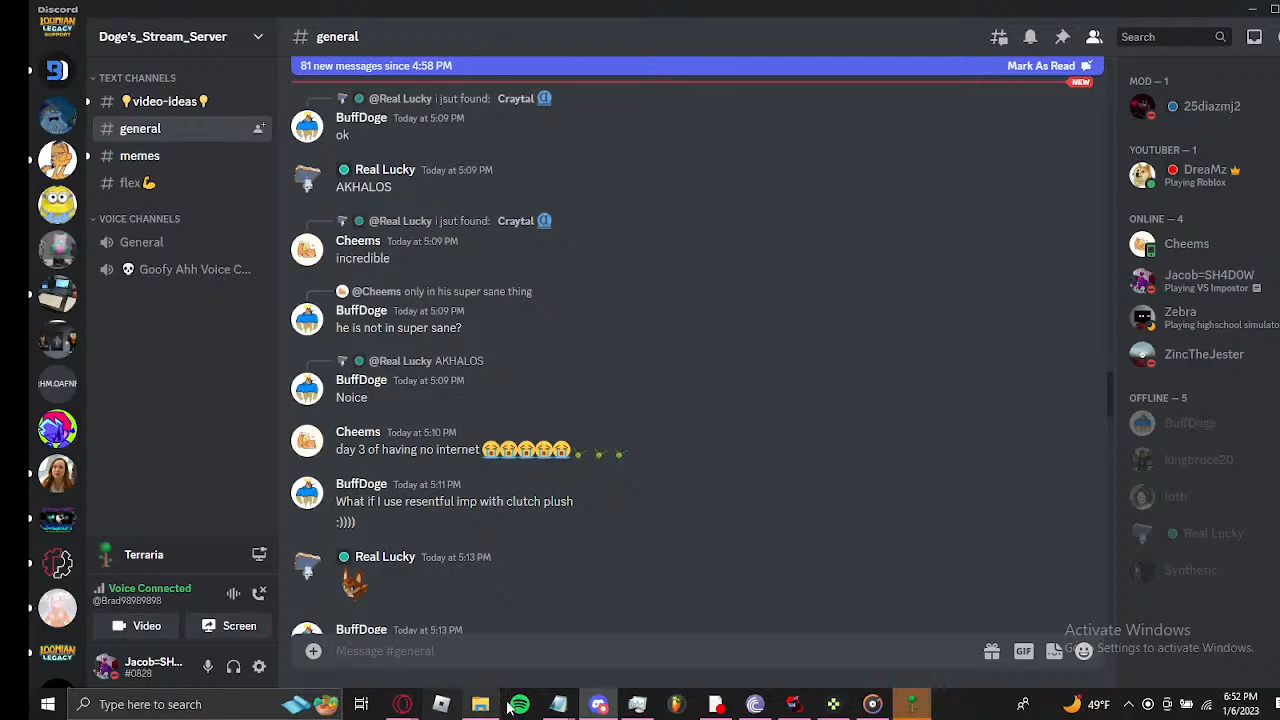 Discord
LOOMIAN LEGACY SUPPORT
Doge's_Stream_Server
# general
Search
81 new messages since 4:58 PM
Mark As Read
NEW
TEXT CHANNELS
# 💡video-ideas💡
# general
# memes
# flex💪
VOICE CHANNELS
General
💀 Goofy Ahh Voice C...
HM.OAFNF
@Real Lucky i jsut found: Craytal
BuffDoge Today at 5:09 PM
ok
Real Lucky Today at 5:09 PM
AKHALOS
@Real Lucky i jsut found: Craytal
Cheems Today at 5:09 PM
incredible
@Cheems only in his super sane thing
BuffDoge Today at 5:09 PM
he is not in super sane?
@Real Lucky AKHALOS
BuffDoge Today at 5:09 PM
Noice
Cheems Today at 5:10 PM
day 3 of having no internet 😭😭😭😭😭
BuffDoge Today at 5:11 PM
What if I use resentful imp with clutch plush
:))))
Real Lucky Today at 5:13 PM
BuffDoge Today at 5:13 PM
Message #general
GIF
MOD — 1
25diazmj2
YOUTUBER — 1
DreaMz
Playing Roblox
ONLINE — 4
Cheems
Jacob=SH4D0W
Playing VS Impostor
Zebra
Playing highschool simulato
ZincTheJester
OFFLINE — 5
BuffDoge
kingbruce20
Real Lucky
Synthetic
Terraria
Voice Connected
@Brad98989898
Video
Screen
Jacob=SH...
#0028
LOOMIAN LEGACY
Activate Windows
Go to Settings to activate Windows.
Type here to search
49°F
6:52 PM
1/6/2023